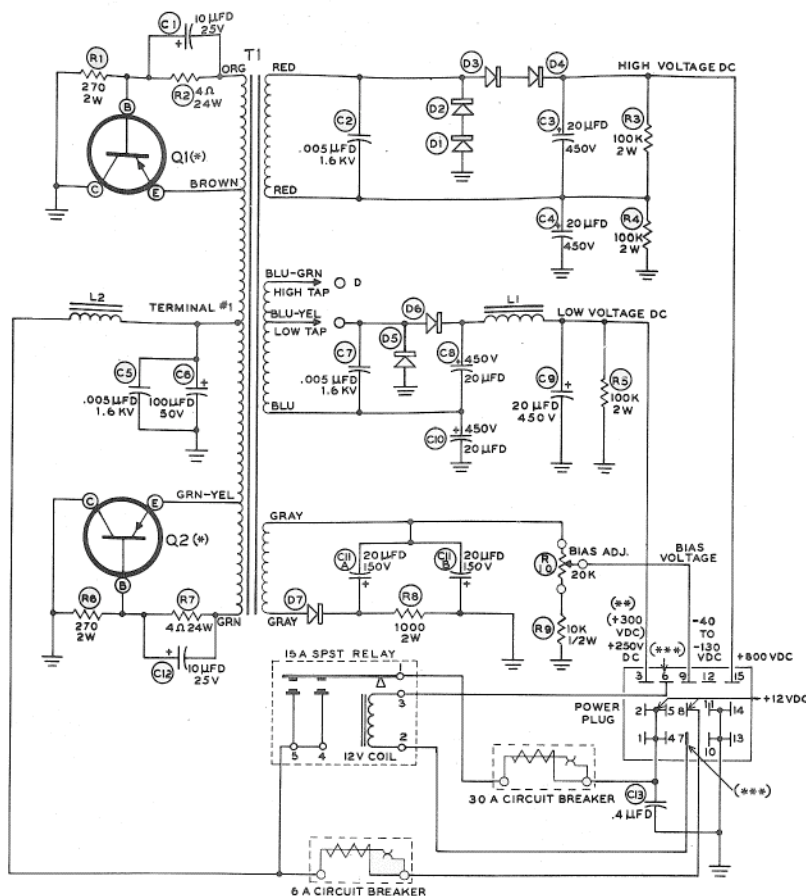 C1
10µFD
25V
R1
270
2W
R2
4Ω
24W
ORG
T1
RED
D3
D4
HIGH VOLTAGE DC
B
Q1(*)
C
E
BROWN
C2
.005µFD
1.6KV
D2
D1
C3
20µFD
450V
R3
100K
2W
RED
C4
20µFD
450V
R4
100K
2W
L2
TERMINAL #1
BLU-GRN
HIGH TAP
D
BLU-YEL
LOW TAP
D6
L1
LOW VOLTAGE DC
C5
.005µFD
1.6KV
C6
100µFD
50V
C7
.005µFD
1.6KV
D5
C8
450V
20µFD
C9
20µFD
450V
R5
100K
2W
BLU
C10
450V
20µFD
C
E
GRN-YEL
Q2(*)
B
GRAY
C11
A
20µFD
150V
C11
B
20µFD
150V
R
10
BIAS ADJ.
20K
BIAS
VOLTAGE
R6
270
2W
R7
4Ω 24W
GRN
C12
10µFD
25V
GRAY
D7
R8
1000
2W
R9
10K
1/2W
(**)
(+300
VDC)
+250V
DC
(***)
-40
TO
-130
VDC
+800VDC
3
6
9
12
15
15A SPST RELAY
1
3
2
5
4
12V COIL
POWER
PLUG
+12VDC
2
5
8
11
14
1
4
7
10
13
30 A CIRCUIT BREAKER
C13
.4µFD
(***)
6 A CIRCUIT BREAKER